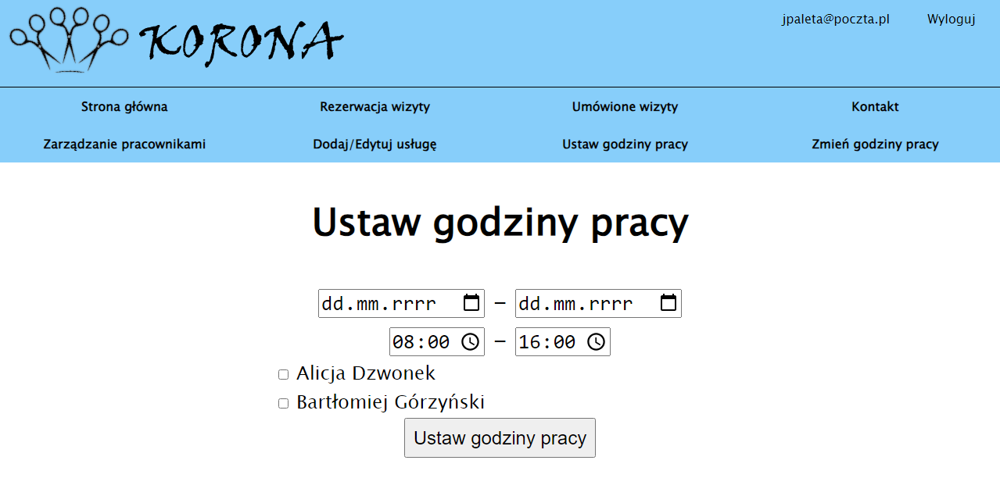 KORONA
jpaleta@poczta.pl Wyloguj
Strona główna Rezerwacja wizyty Umówione wizyty Kontakt
Zarządzanie pracownikami Dodaj/Edytuj usługę Ustaw godziny pracy Zmień godziny pracy
Ustaw godziny pracy
dd.mm.rrrr – dd.mm.rrrr
08:00 – 16:00
Alicja Dzwonek
Bartłomiej Górzyński
Ustaw godziny pracy